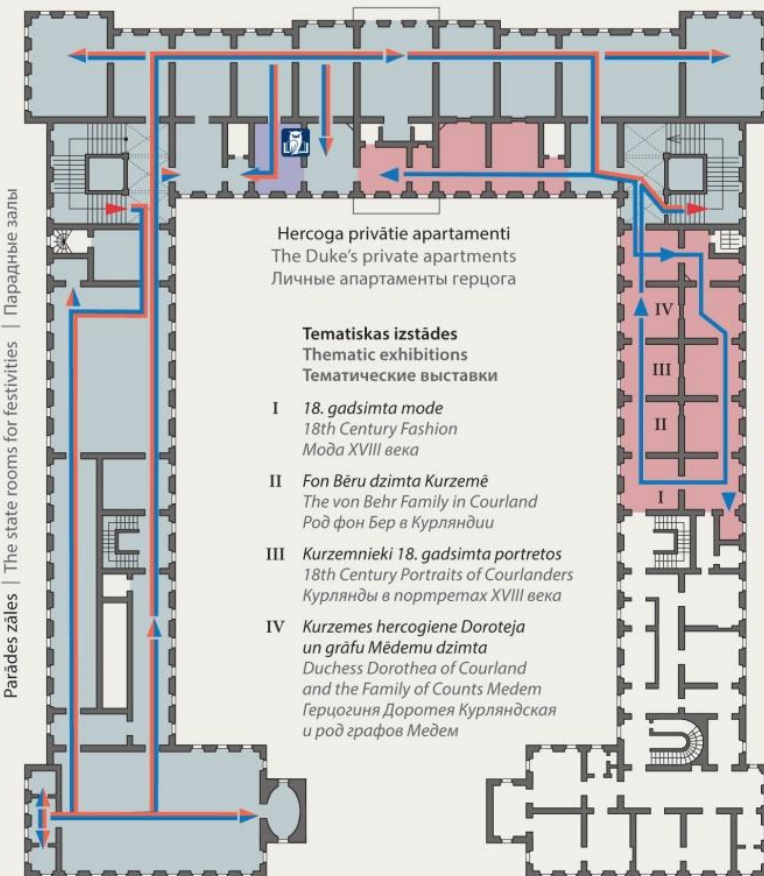 Parādes zāles | The state rooms for festivities | Парадные залы
Hercoga privātie apartamenti
The Duke's private apartments
Личные апартаменты герцога
Tematiskas izstādes
Thematic exhibitions
Тематические выставки
I 18. gadsimta mode
18th Century Fashion
Мода XVIII века
II Fon Bēru dzimta Kurzemē
The von Behr Family in Courland
Род фон Бер в Курляндии
III Kurzemnieki 18. gadsimta portretos
18th Century Portraits of Courlanders
Курлянды в портретах XVIII века
IV Kurzemes hercogiene Doroteja
un grāfu Mēdemu dzimta
Duchess Dorothea of Courland
and the Family of Counts Medem
Герцогиня Доротея Курляндская
и род графов Медем
IV
III
II
I